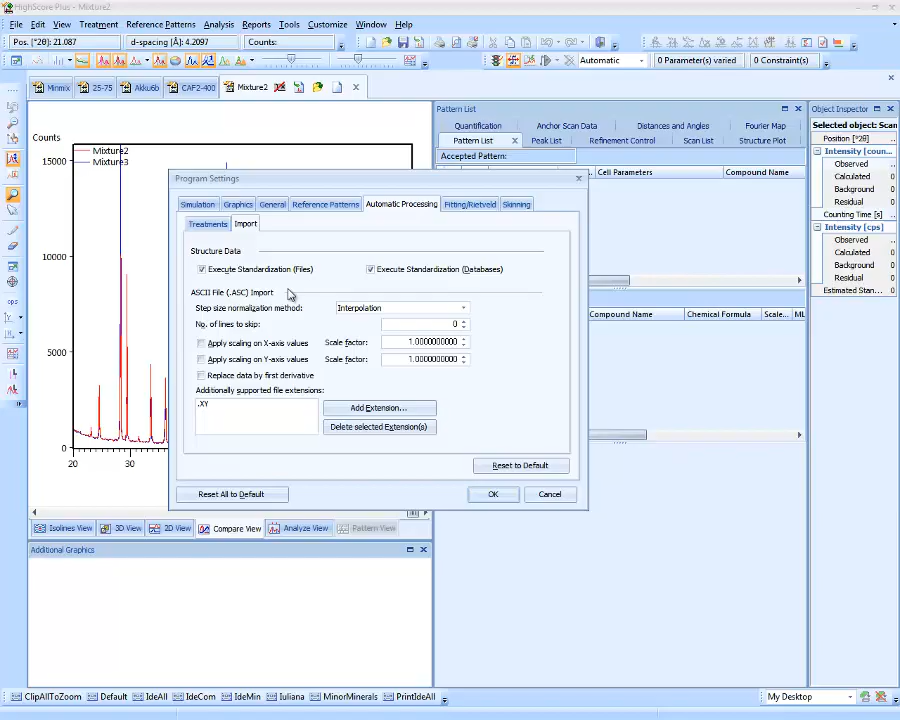 HighScore Plus - Mixture2
File Edit View Treatment Reference Patterns Analysis Reports Tools Customize Window Help
Pos. [°2θ]: 21.087 d-spacing [Å]: 4.2097 Counts:
Automatic 0 Parameter(s) varied 0 Constraint(s)
Minmix 25-75 Akku6b CAF2-400 Mixture2
Pattern List
Quantification Anchor Scan Data Distances and Angles Fourier Map
Pattern List Peak List Refinement Control Scan List Structure Plot
Accepted Pattern:
Cell Parameters Compound Name
Compound Name Chemical Formula Scale... ML
Object Inspector
Selected object: Scan
Position [°2θ] ..
Intensity [coun...
Observed 0
Calculated 0
Background 0
Residual 0
Counting Time [s]
Intensity [cps]
Observed 0
Calculated 0
Background 0
Residual 0
Estimated Stan...
Counts
Mixture2
Mixture3
15000
10000
5000
0
20 30
Program Settings
Simulation Graphics General Reference Patterns Automatic Processing Fitting/Rietveld Skinning
Treatments Import
Structure Data
Execute Standardization (Files) Execute Standardization (Databases)
ASCII File (.ASC) Import
Step size normalization method: Interpolation
No. of lines to skip: 0
Apply scaling on X-axis values Scale factor: 1.0000000000
Apply scaling on Y-axis values Scale factor: 1.0000000000
Replace data by first derivative
Additionally supported file extensions:
.XY
Add Extension...
Delete selected Extension(s)
Reset to Default
Reset All to Default OK Cancel
Isolines View 3D View 2D View Compare View Analyze View Pattern View
Additional Graphics
ClipAllToZoom Default IdeAll IdeCom IdeMin Iuliana MinorMinerals PrintIdeAll My Desktop